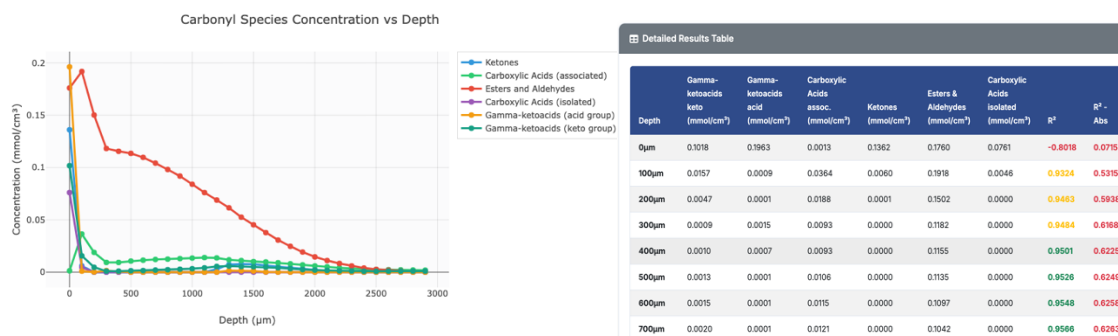 Carbonyl Species Concentration vs Depth
0.2
0.15
0.1
0.05
0
Concentration (mmol/cm³)
0
500
1000
1500
2000
2500
3000
Depth (μm)
Ketones
Carboxylic Acids (associated)
Esters and Aldehydes
Carboxylic Acids (isolated)
Gamma-ketoacids (acid group)
Gamma-ketoacids (keto group)
Detailed Results Table
Depth Gamma-ketoacids keto (mmol/cm³) Gamma-ketoacids acid (mmol/cm³) Carboxylic Acids assoc. (mmol/cm³) Ketones (mmol/cm³) Esters & Aldehydes (mmol/cm³) Carboxylic Acids isolated (mmol/cm³) R² R² - Abs
0μm 0.1018 0.1963 0.0013 0.1362 0.1760 0.0761 -0.8018 0.0715
100μm 0.0157 0.0009 0.0364 0.0060 0.1918 0.0046 0.9324 0.5315
200μm 0.0047 0.0001 0.0188 0.0001 0.1502 0.0000 0.9463 0.5938
300μm 0.0009 0.0015 0.0093 0.0000 0.1182 0.0000 0.9484 0.6168
400μm 0.0010 0.0007 0.0093 0.0000 0.1155 0.0000 0.9501 0.6225
500μm 0.0013 0.0001 0.0106 0.0000 0.1135 0.0000 0.9526 0.6249
600μm 0.0015 0.0001 0.0115 0.0000 0.1097 0.0000 0.9548 0.6258
700μm 0.0020 0.0001 0.0121 0.0000 0.1042 0.0000 0.9566